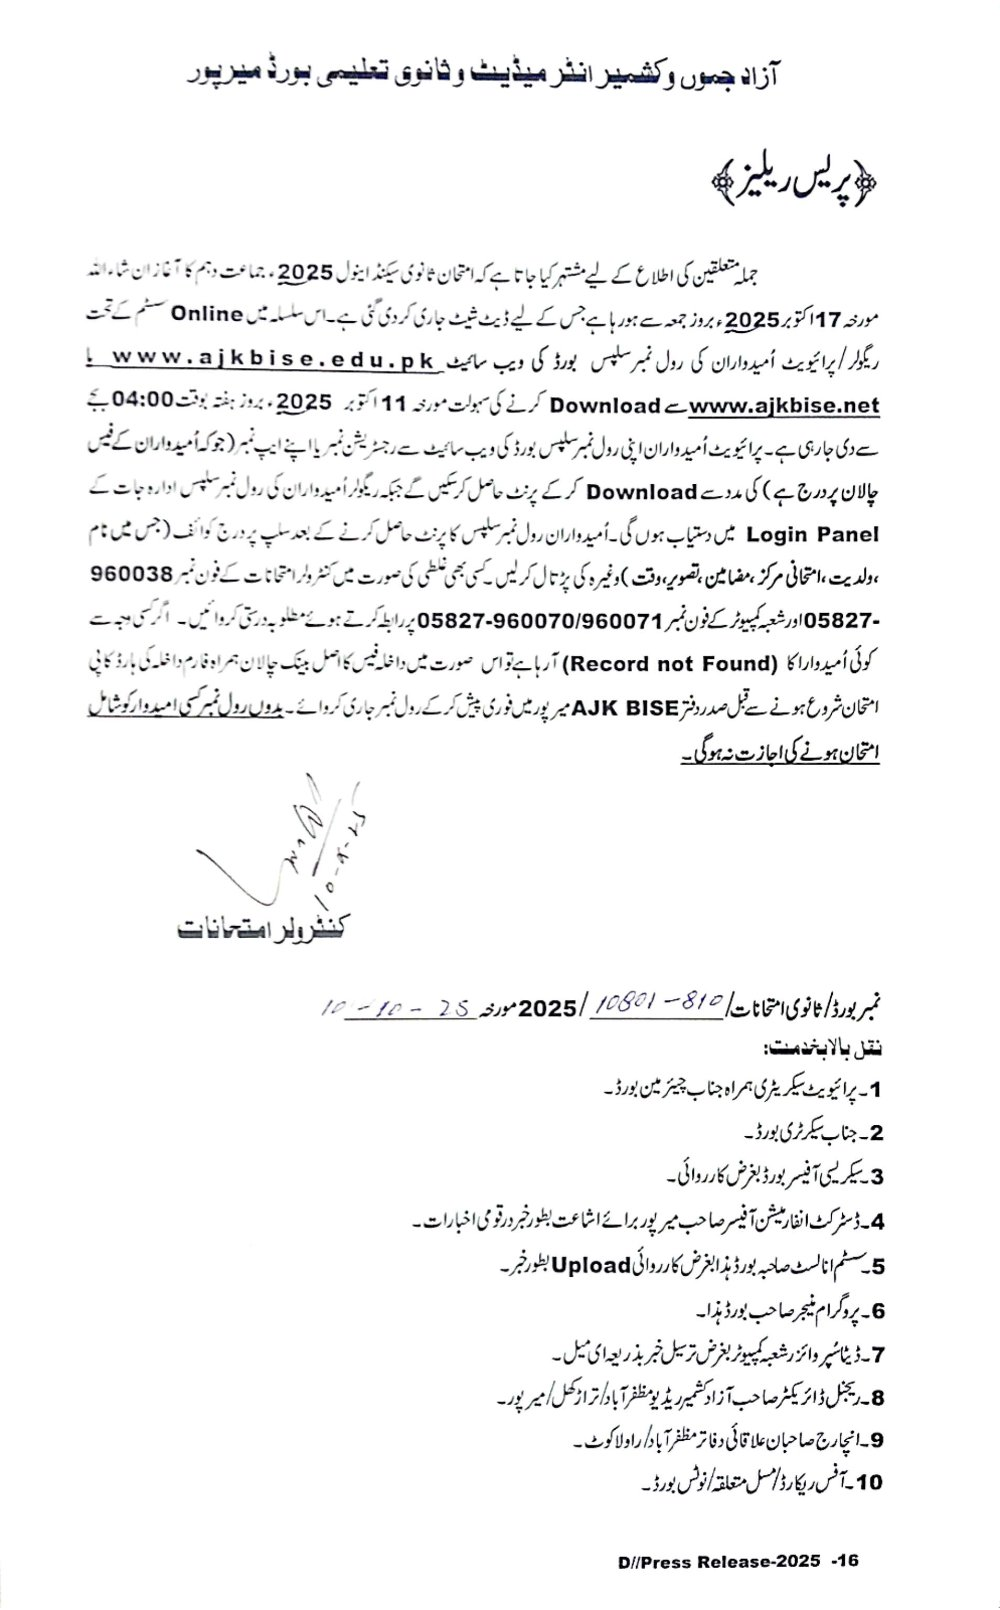 آزاد جموں و کشمیر انٹر میڈیٹ و ثانوی تعلیمی بورڈ میرپور
﴿پریس ریلیز﴾
جملہ متعلقین کی اطلاع کے لیے مشتہر کیا جاتا ہے کہ امتحان ثانوی سیکنڈ اینول 2025ء جماعت دہم کا آغاز ان شاء اللہ
مورخہ 17 اکتوبر 2025ء بروز جمعہ سے ہو رہا ہے جس کے لیے ڈیٹ شیٹ جاری کر دی گئی ہے۔ اس سلسلہ میں Online سسٹم کے تحت
ریگولر/پرائیویٹ اُمیدواران کی رول نمبر سلپس بورڈ کی ویب سائیٹ www.ajkbise.edu.pk یا
www.ajkbise.net سے Download کرنے کی سہولت مورخہ 11 اکتوبر 2025ء بروز ہفتہ بوقت 04:00 بجے
سے دی جا رہی ہے۔ پرائیویٹ اُمیدواران اپنی رول نمبر سلپس بورڈ کی ویب سائیٹ سے رجسٹریشن نمبر یا اپنے ایپ نمبر (جو کہ اُمیدواران کے فیس
چالان پر درج ہے) کی مدد سے Download کر کے پرنٹ حاصل کر سکیں گے جبکہ ریگولر اُمیدواران کی رول نمبر سلپس ادارہ جات کے
Login Panel میں دستیاب ہوں گی۔ اُمیدواران رول نمبر سلپس کا پرنٹ حاصل کرنے کے بعد سلپ پر درج کوائف (جس میں نام
،ولدیت ،امتحانی مرکز ،مضامین ،تصویر،وقت) وغیرہ کی پڑتال کر لیں۔ کسی بھی غلطی کی صورت میں کنٹرولر امتحانات کے فون نمبر 960038
-05827 اور شعبہ کمپیوٹر کے فون نمبر 05827-960070/960071 پر رابطہ کرتے ہوئے مطلوبہ درستی کروائیں۔ اگر کسی وجہ سے
کوئی اُمیدوار کا (Record not Found) آ رہا ہے تو اس صورت میں داخلہ فیس کا اصل بینک چالان ہمراہ فارم داخلہ کی ہارڈ کاپی
امتحان شروع ہونے سے قبل صدر دفتر AJK BISE میرپور میں فوری پیش کر کے رول نمبر جاری کروائے۔ بدوں رول نمبر کسی امیدوار کو شامل
امتحان ہونے کی اجازت نہ ہو گی۔
10-X-25
کنٹرولر امتحانات
نمبر بورڈ/ثانوی امتحانات/ 10801-810 /2025 مورخہ 10-10-25
نقل بالا بخدمت:
1۔ پرائیویٹ سیکریٹری ہمراہ جناب چیئرمین بورڈ۔
2۔ جناب سیکرٹری بورڈ۔
3۔ سیکریسی آفیسر بورڈ بغرض کارروائی۔
4۔ ڈسٹرکٹ انفارمیشن آفیسر صاحب میرپور برائے اشاعت بطور خبر در قومی اخبارات۔
5۔ سسٹم انالسٹ صاحبہ بورڈ ہذا بغرض کارروائی Upload بطور خبر۔
6۔ پروگرام منیجر صاحب بورڈ ہذا۔
7۔ ڈیٹا سُپروائزر شعبہ کمپیوٹر بغرض ترسیل خبر بذریعہ ای میل۔
8۔ ریجنل ڈائریکٹر صاحب آزاد کشمیر ریڈیو مظفر آباد/تراڑکھل/میرپور۔
9۔ انچارج صاحبان علاقائی دفاتر مظفر آباد/راولاکوٹ۔
10۔ آفس ریکارڈ/مسل متعلقہ/نوٹس بورڈ۔
D//Press Release-2025 -16